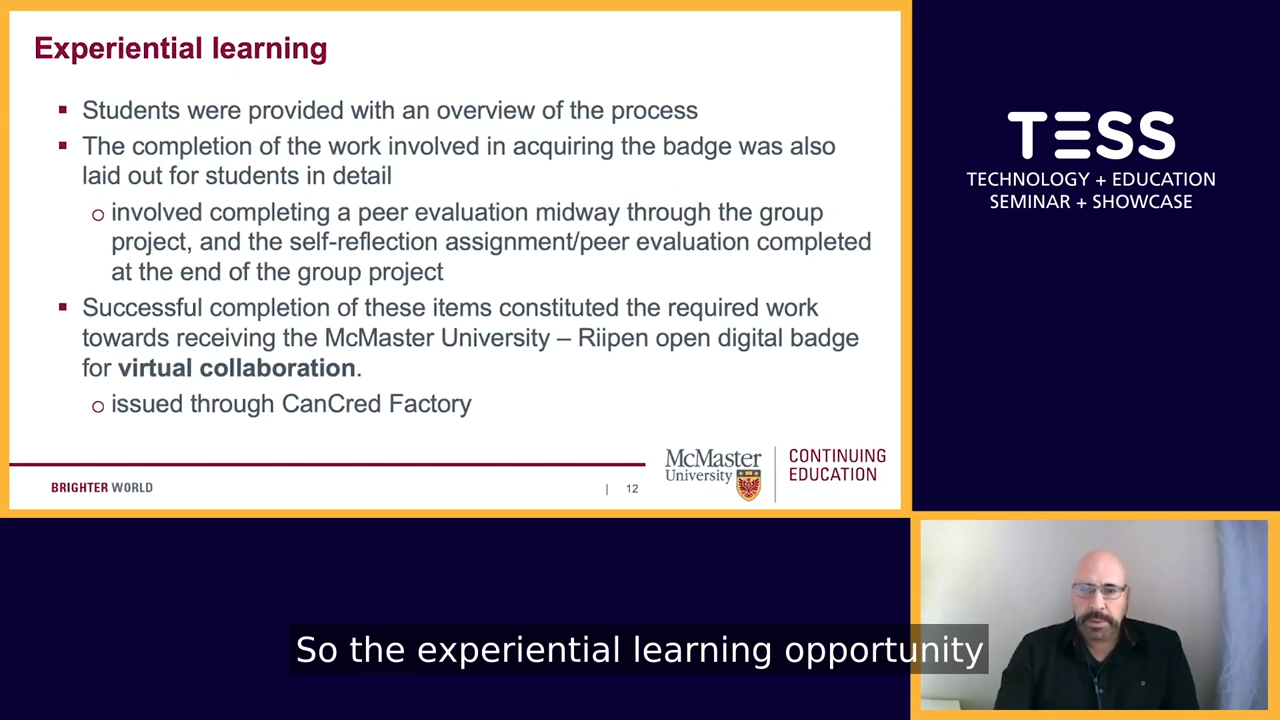 Experiential learning
▪ Students were provided with an overview of the process
▪ The completion of the work involved in acquiring the badge was also
laid out for students in detail
o involved completing a peer evaluation midway through the group
project, and the self-reflection assignment/peer evaluation completed
at the end of the group project
▪ Successful completion of these items constituted the required work
towards receiving the McMaster University – Riipen open digital badge
for virtual collaboration.
o issued through CanCred Factory
BRIGHTER WORLD
| 12
McMaster
University
CONTINUING
EDUCATION
TESS
TECHNOLOGY + EDUCATION
SEMINAR + SHOWCASE
So the experiential learning opportunity